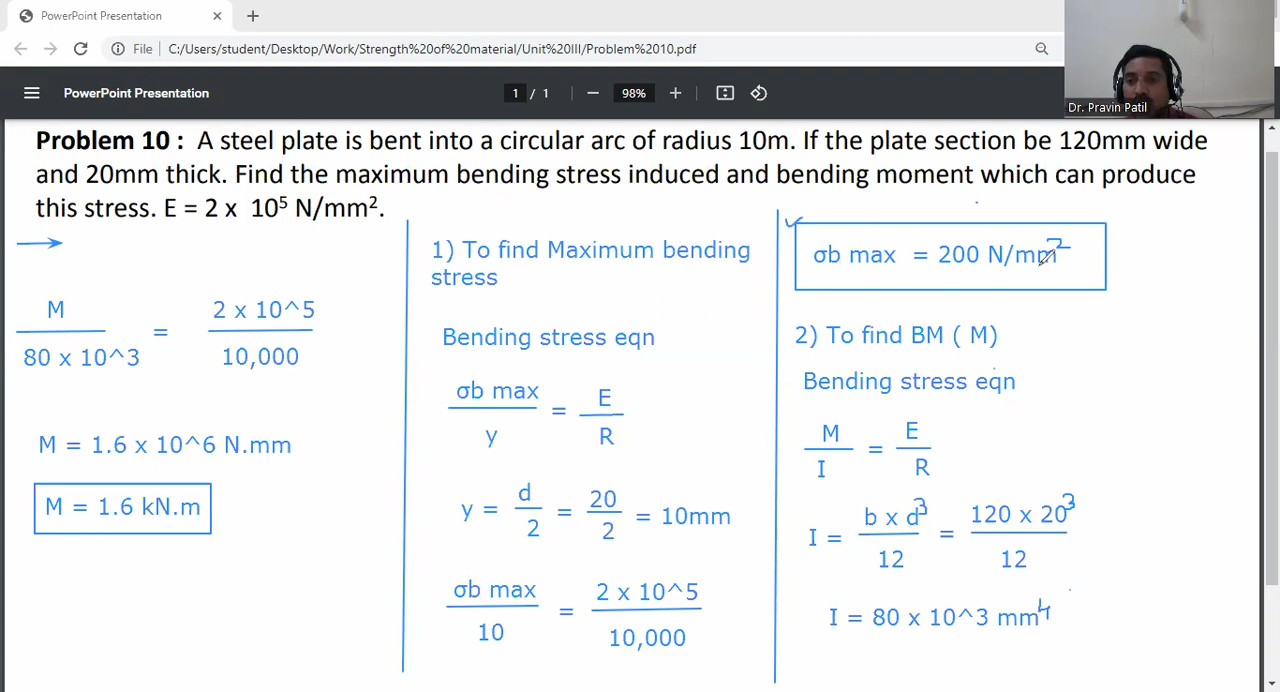 PowerPoint Presentation
File C:/Users/student/Desktop/Work/Strength%20of%20material/Unit%20III/Problem%2010.pdf
PowerPoint Presentation
1 / 1
98%
Dr. Pravin Patil
Problem 10 : A steel plate is bent into a circular arc of radius 10m. If the plate section be 120mm wide
and 20mm thick. Find the maximum bending stress induced and bending moment which can produce
this stress. E = 2 x 10⁵ N/mm².
M / 80 x 10^3 = 2 x 10^5 / 10,000
M = 1.6 x 10^6 N.mm
M = 1.6 kN.m
1) To find Maximum bending
stress
Bending stress eqn
σb max / y = E / R
y = d / 2 = 20 / 2 = 10mm
σb max / 10 = 2 x 10^5 / 10,000
σb max = 200 N/mm²
2) To find BM ( M)
Bending stress eqn
M / I = E / R
I = b x d³ / 12 = 120 x 20³ / 12
I = 80 x 10^3 mm⁴